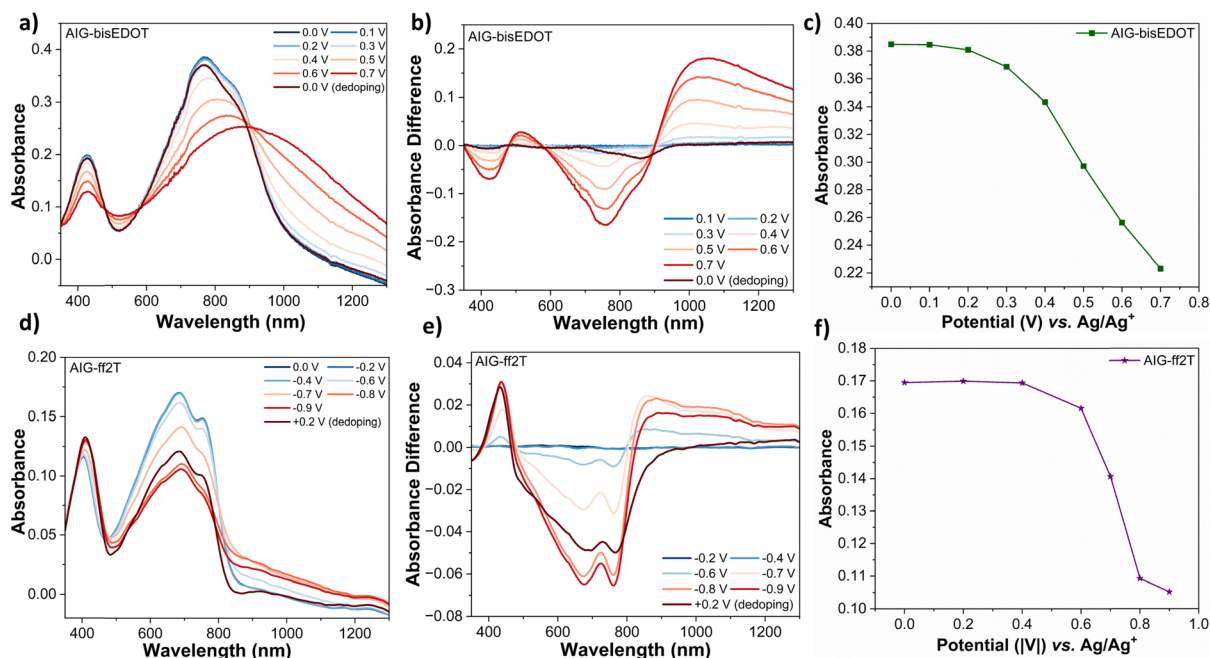 a)
AIG-bisEDOT
0.0 V 0.1 V
0.2 V 0.3 V
0.4 V 0.5 V
0.6 V 0.7 V
0.0 V (dedoping)
0.4
0.3
0.2
0.1
0.0
Absorbance
400 600 800 1000 1200
Wavelength (nm)
b)
AIG-bisEDOT
0.3
0.2
0.1
0.0
−0.1
−0.2
−0.3
Absorbance Difference
0.1 V 0.2 V
0.3 V 0.4 V
0.5 V 0.6 V
0.7 V
0.0 V (dedoping)
400 600 800 1000 1200
Wavelength (nm)
c)
AIG-bisEDOT
0.40
0.38
0.36
0.34
0.32
0.30
0.28
0.26
0.24
0.22
Absorbance
0.0 0.1 0.2 0.3 0.4 0.5 0.6 0.7 0.8
Potential (V) vs. Ag/Ag+
d)
AIG-ff2T
0.0 V -0.2 V
-0.4 V -0.6 V
-0.7 V -0.8 V
-0.9 V
+0.2 V (dedoping)
0.20
0.15
0.10
0.05
0.00
Absorbance
400 600 800 1000 1200
Wavelength (nm)
e)
AIG-ff2T
0.04
0.02
0.00
−0.02
−0.04
−0.06
−0.08
Absorbance Difference
-0.2 V -0.4 V
-0.6 V -0.7 V
-0.8 V -0.9 V
+0.2 V (dedoping)
400 600 800 1000 1200
Wavelength (nm)
f)
AIG-ff2T
0.18
0.17
0.16
0.15
0.14
0.13
0.12
0.11
0.10
Absorbance
0.0 0.2 0.4 0.6 0.8 1.0
Potential (|V|) vs. Ag/Ag+